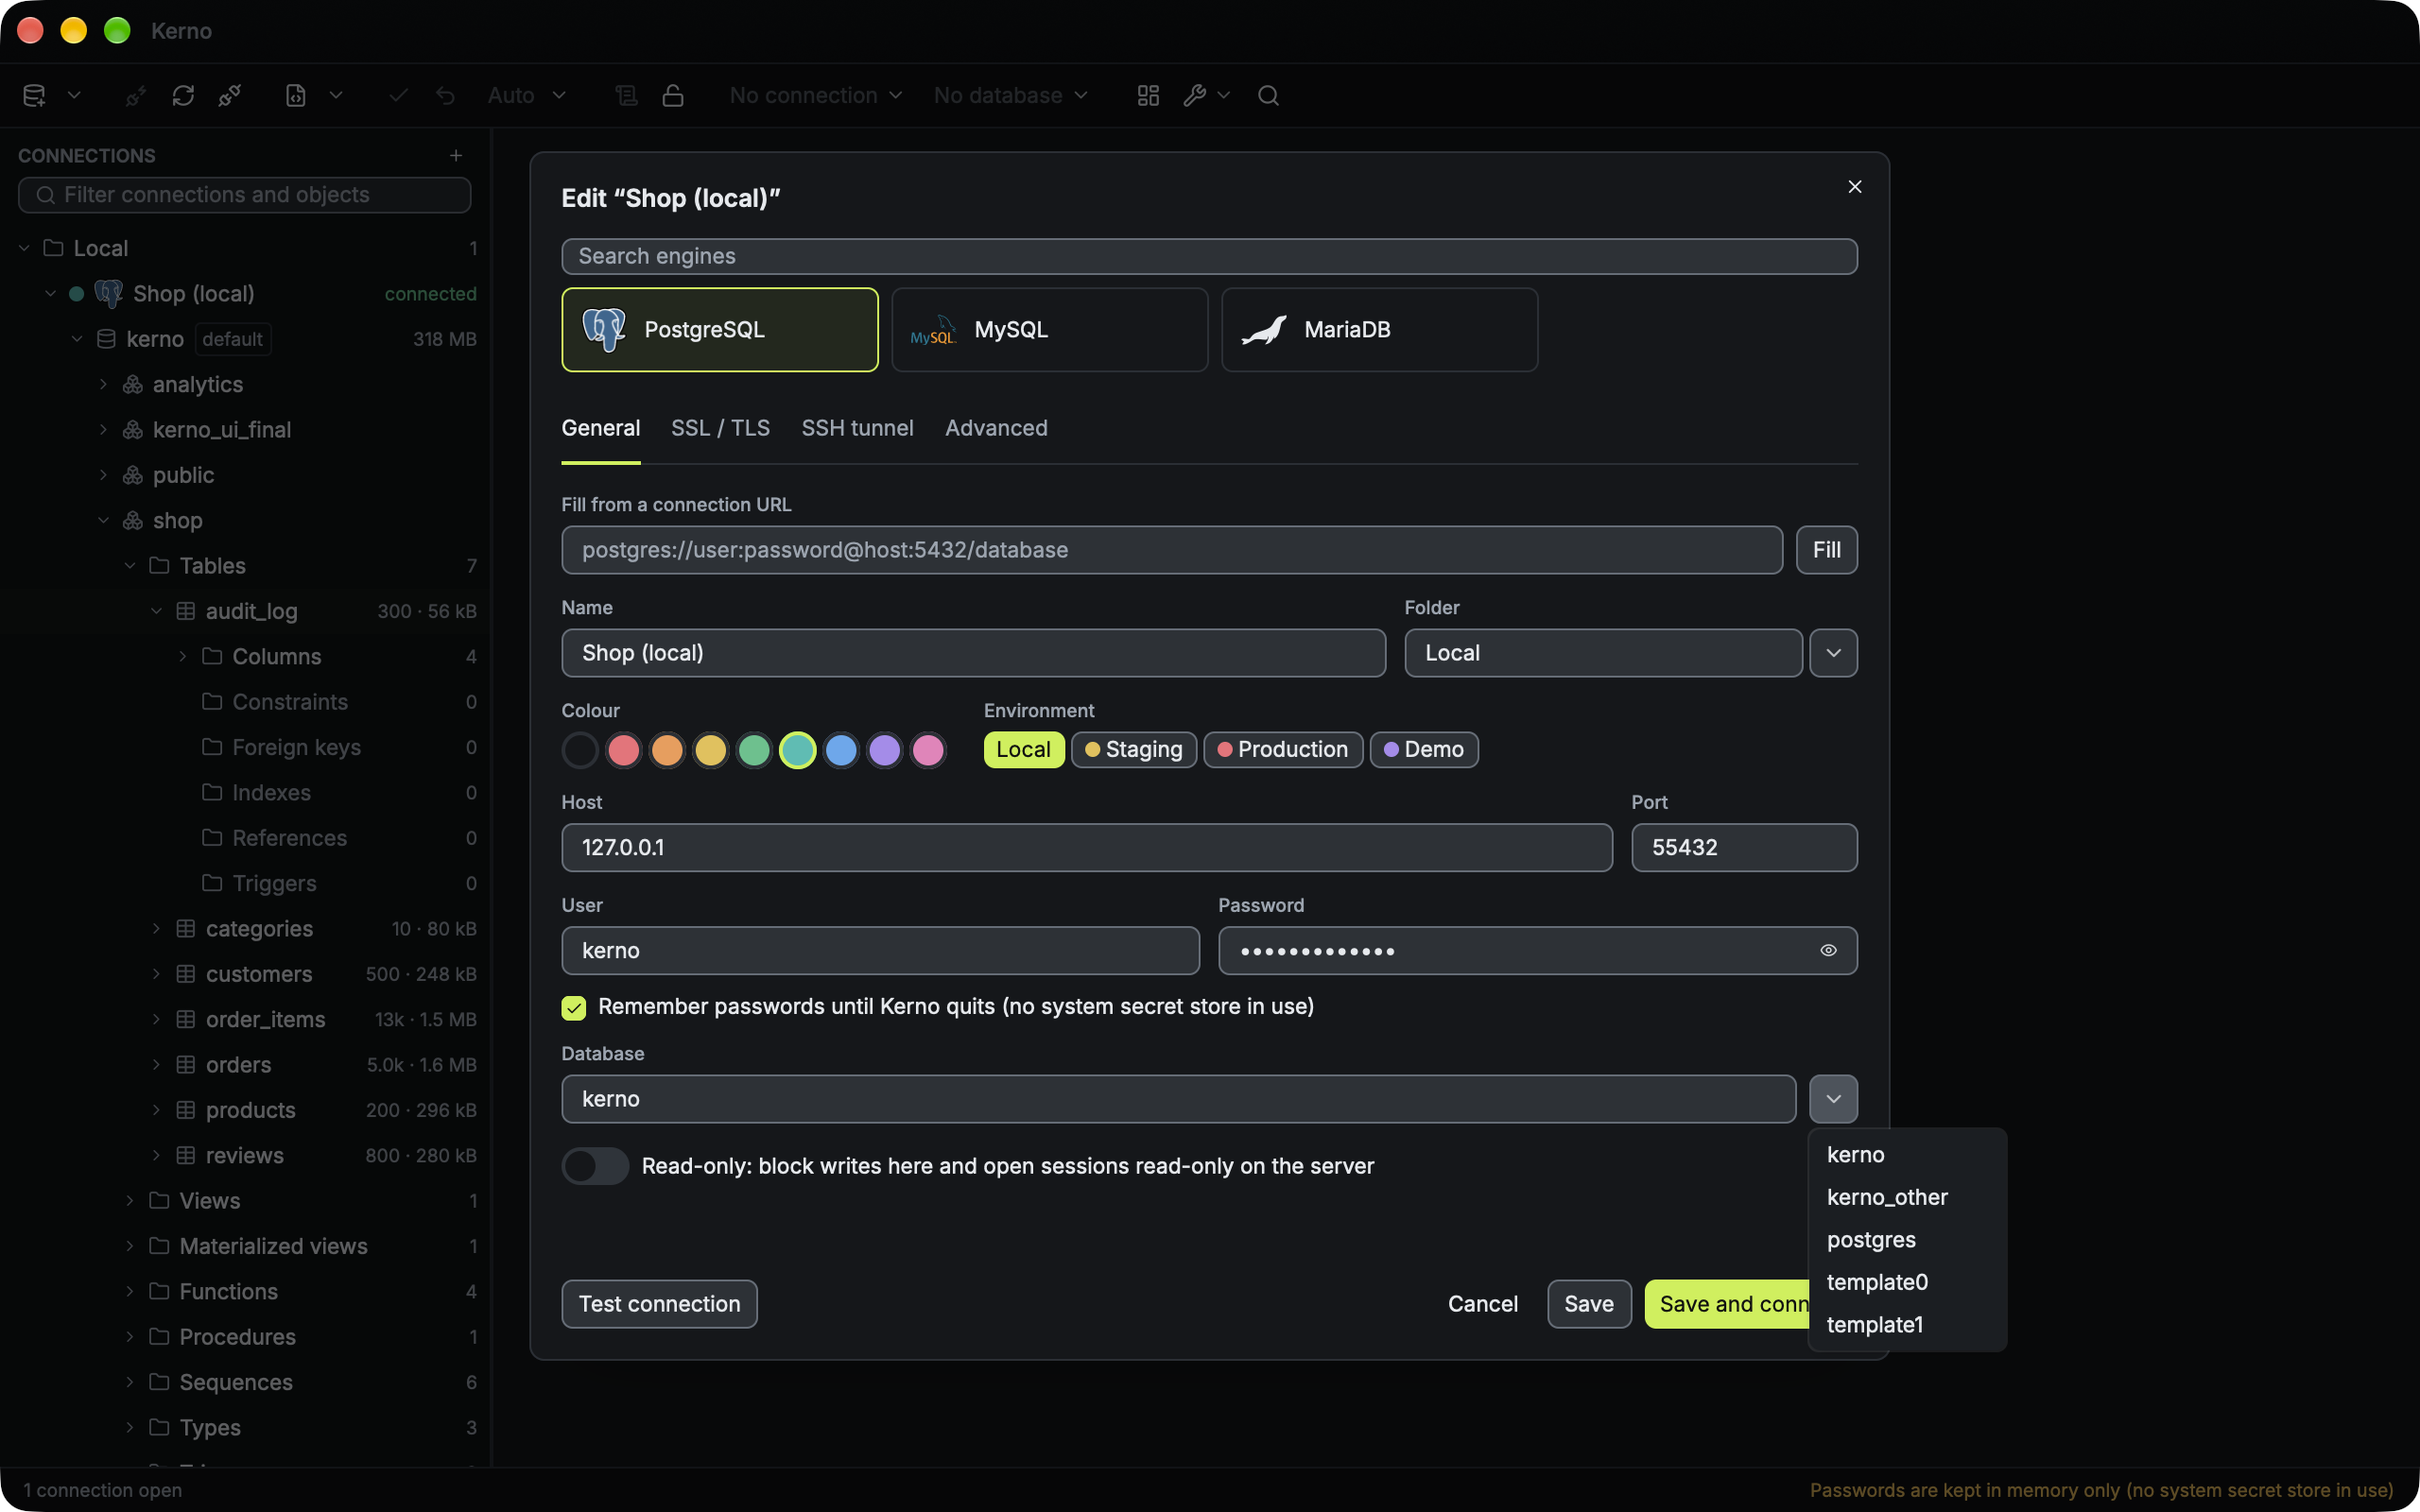 Kerno
Auto
No connection
No database
CONNECTIONS
Filter connections and objects
Local 1
Shop (local) connected
kerno default 318 MB
analytics
kerno_ui_final
public
shop
Tables 7
audit_log 300 · 56 kB
Columns 4
Constraints 0
Foreign keys 0
Indexes 0
References 0
Triggers 0
categories 10 · 80 kB
customers 500 · 248 kB
order_items 13k · 1.5 MB
orders 5.0k · 1.6 MB
products 200 · 296 kB
reviews 800 · 280 kB
Views 1
Materialized views 1
Functions 4
Procedures 1
Sequences 6
Types 3
Edit “Shop (local)”
Search engines
PostgreSQL
MySQL MySQL
MariaDB
General SSL / TLS SSH tunnel Advanced
Fill from a connection URL
postgres://user:password@host:5432/database Fill
Name Folder
Shop (local) Local
Colour Environment
Local Staging Production Demo
Host Port
127.0.0.1 55432
User Password
kerno •••••••••••••
Remember passwords until Kerno quits (no system secret store in use)
Database
kerno
Read-only: block writes here and open sessions read-only on the server
kerno
kerno_other
postgres
template0
template1
Test connection Cancel Save Save and conn
1 connection open
Passwords are kept in memory only (no system secret store in use)